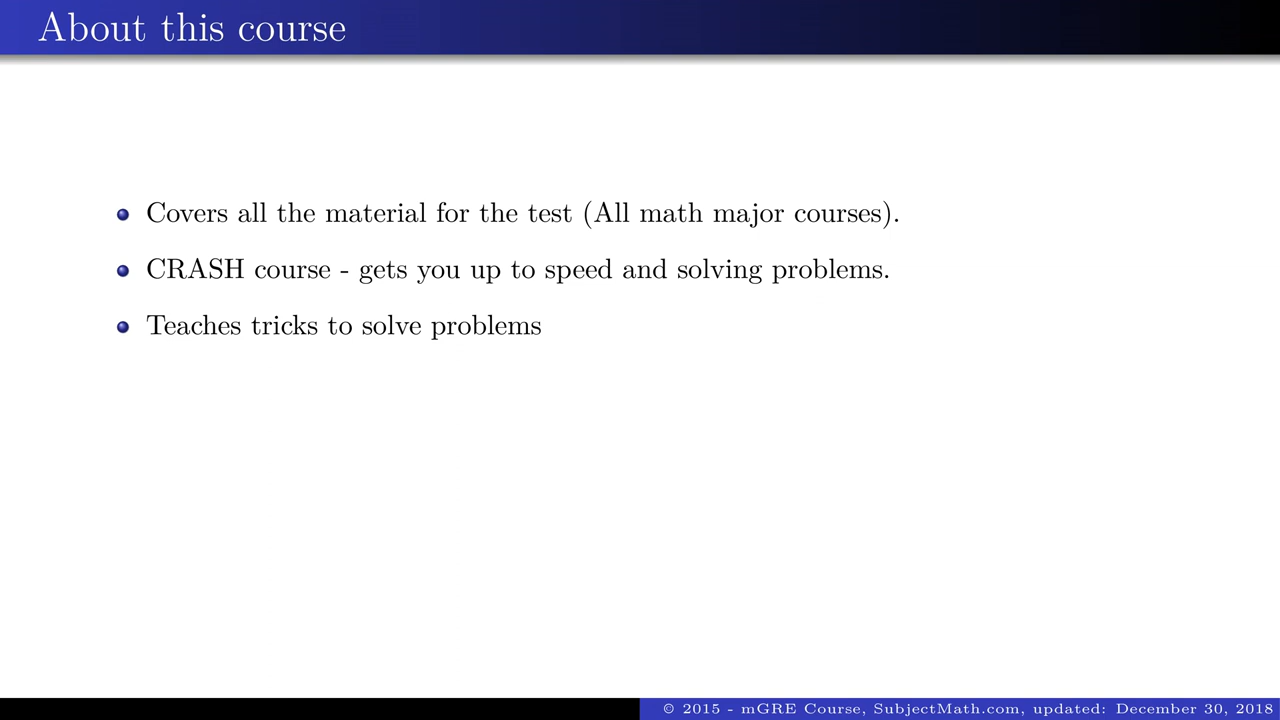 About this course
Covers all the material for the test (All math major courses).
CRASH course - gets you up to speed and solving problems.
Teaches tricks to solve problems
© 2015 - mGRE Course, SubjectMath.com, updated: December 30, 2018